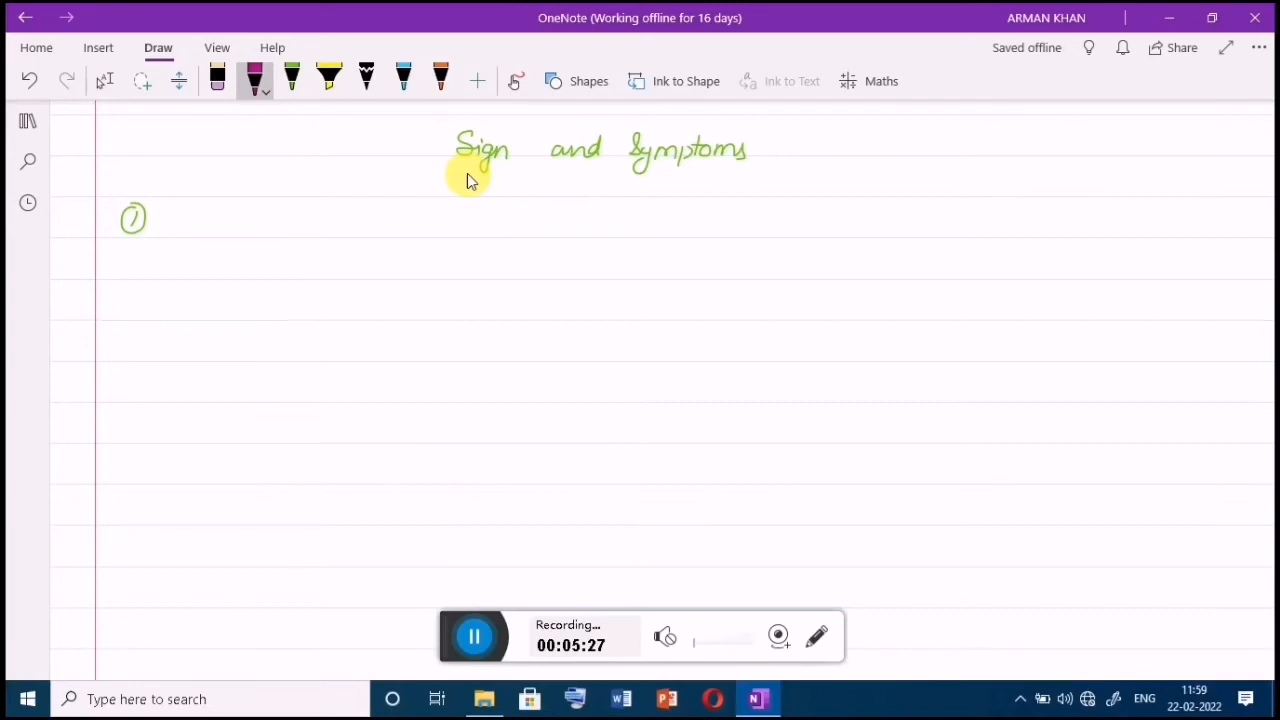 OneNote (Working offline for 16 days)
ARMAN KHAN
Home Insert Draw View Help
Saved offline
Share
Shapes
Ink to Shape
Ink to Text
Maths
Sign and Symptoms
1
Recording...
00:05:27
Type here to search
ENG
11:59
22-02-2022